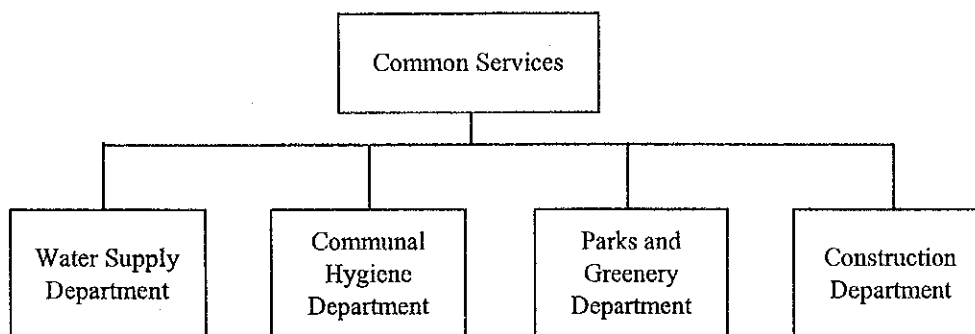 Common Services
Water Supply
Department
Communal
Hygiene
Department
Parks and
Greenery
Department
Construction
Department